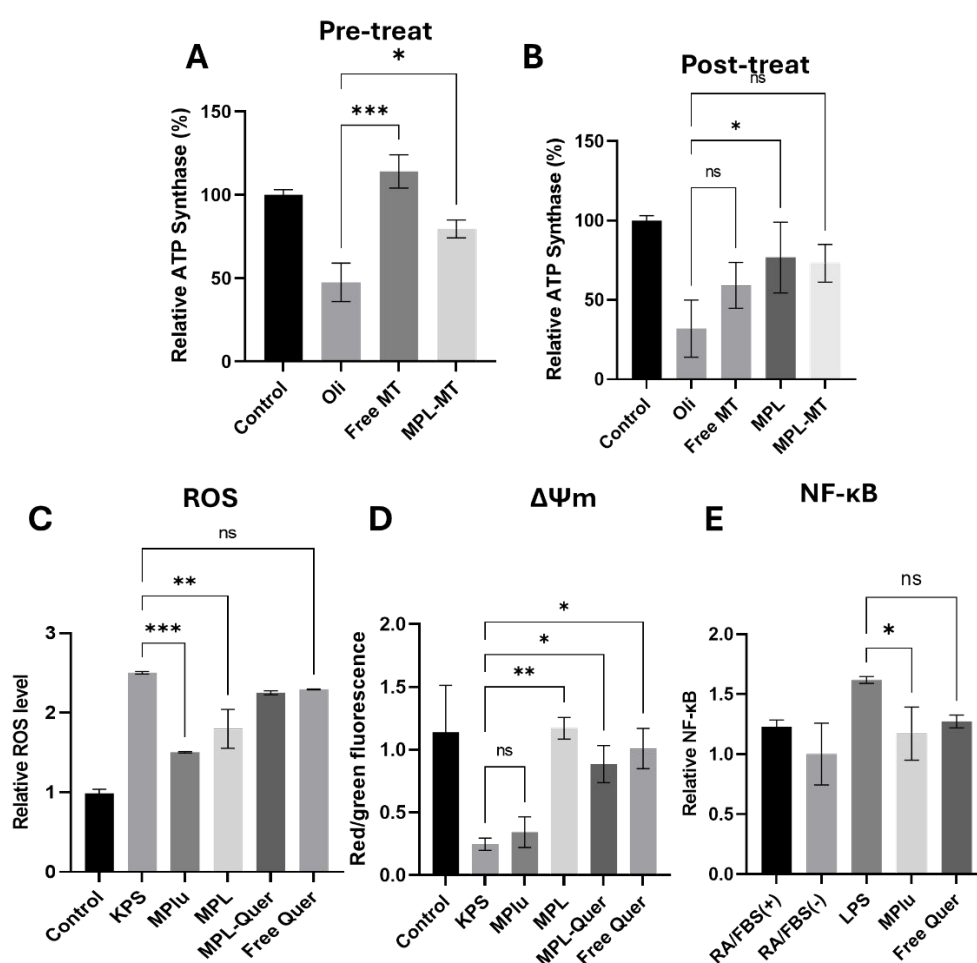 Pre-treat
A
*
***
Relative ATP Synthase (%)
150
100
50
0
Control
Oli
Free MT
MPL-MT
B
Post-treat
ns
*
ns
Relative ATP Synthase (%)
150
100
50
0
Control
Oli
Free MT
MPL
MPL-MT
C
ROS
ns
**
***
Relative ROS level
3
2
1
0
Control
KPS
MPlu
MPL
MPL-Quer
Free Quer
D
ΔΨm
*
*
**
ns
Red/green fluorescence
2.0
1.5
1.0
0.5
0.0
Control
KPS
MPlu
MPL
MPL-Quer
Free Quer
E
NF-κB
ns
*
Relative NF-κB
2.0
1.5
1.0
0.5
0.0
RA/FBS(+)
RA/FBS(-)
LPS
MPlu
Free Quer